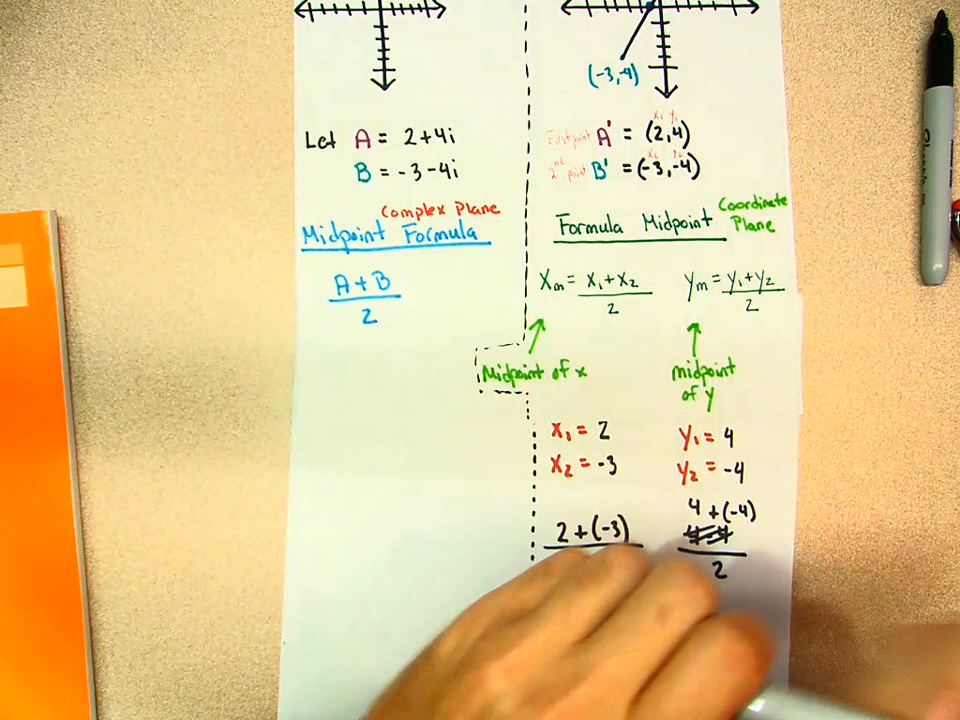 Let A = 2+4i
B = -3-4i
Complex Plane
Midpoint Formula
A+B
2
(-3,-4)
x₁ y₁
First point A' = (2,4)
x₂ y₂
2nd point B' = (-3,-4)
Coordinate
Plane
Formula Midpoint
Xm = x₁+x₂
2
ym = y₁+y₂
2
Midpoint of x
midpoint
of y
x₁ = 2
x₂ = -3
y₁ = 4
y₂ = -4
2+(-3)
4+(-4)
2